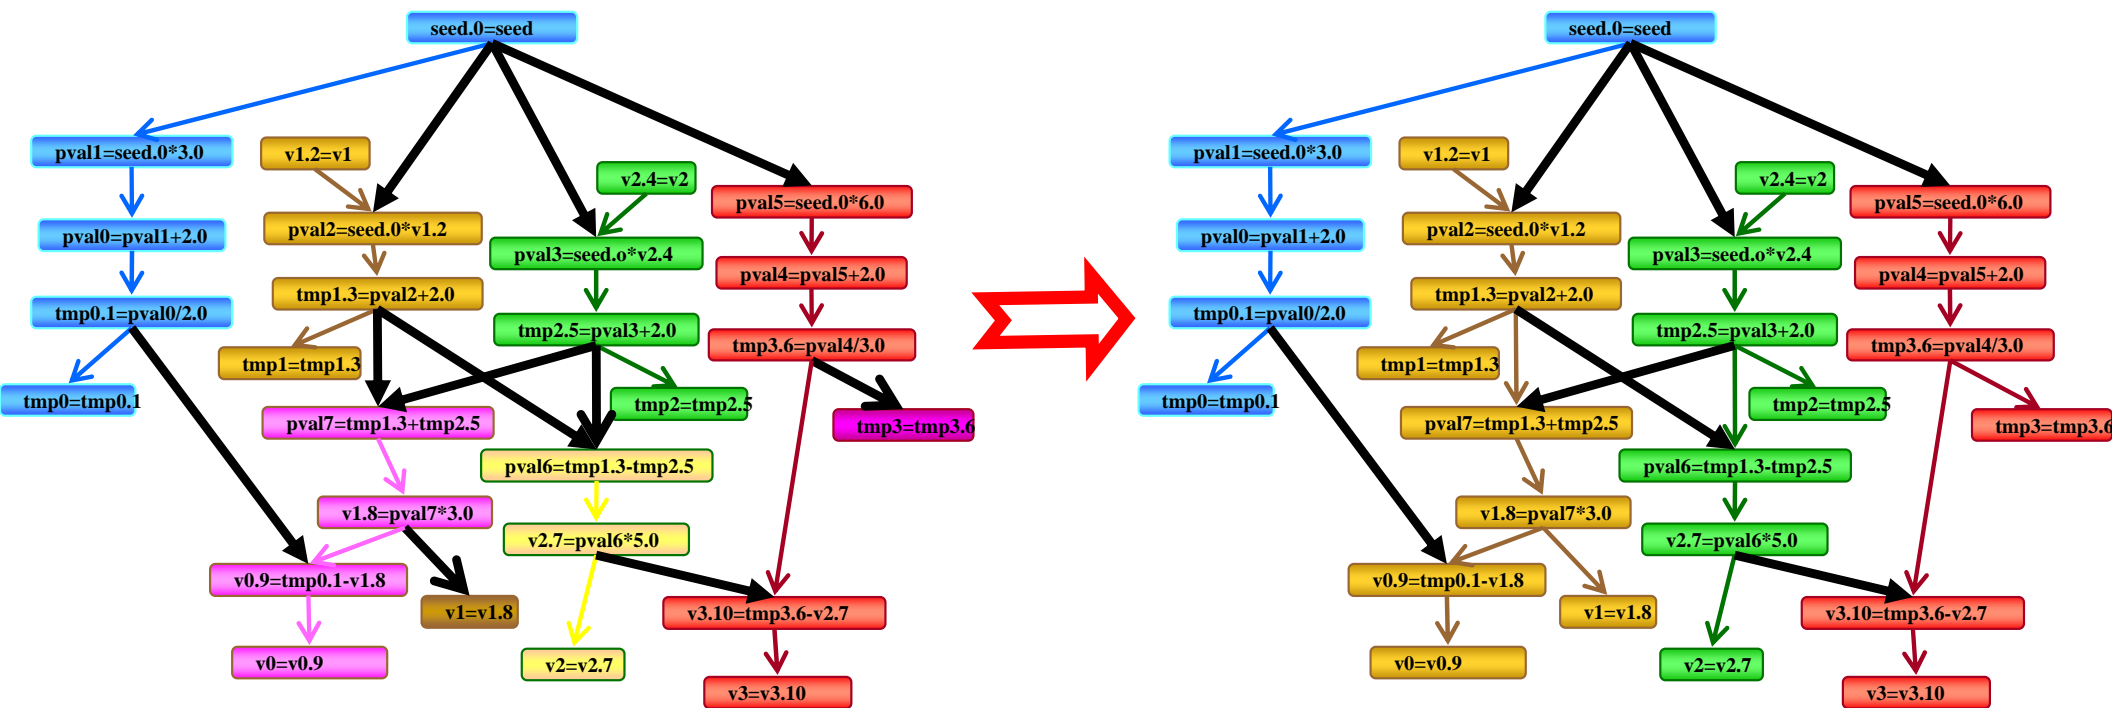 seed.0=seed
pval1=seed.0*3.0
v1.2=v1
v2.4=v2
pval5=seed.0*6.0
pval2=seed.0*v1.2
pval0=pval1+2.0
pval3=seed.o*v2.4
pval4=pval5+2.0
tmp1.3=pval2+2.0
tmp0.1=pval0/2.0
tmp2.5=pval3+2.0
tmp3.6=pval4/3.0
tmp1=tmp1.3
tmp0=tmp0.1
tmp2=tmp2.5
pval7=tmp1.3+tmp2.5
tmp3=tmp3.6
pval6=tmp1.3-tmp2.5
v1.8=pval7*3.0
v2.7=pval6*5.0
v0.9=tmp0.1-v1.8
v1=v1.8
v3.10=tmp3.6-v2.7
v0=v0.9
v2=v2.7
v3=v3.10
seed.0=seed
pval1=seed.0*3.0
v1.2=v1
v2.4=v2
pval5=seed.0*6.0
pval2=seed.0*v1.2
pval0=pval1+2.0
pval3=seed.o*v2.4
pval4=pval5+2.0
tmp1.3=pval2+2.0
tmp0.1=pval0/2.0
tmp2.5=pval3+2.0
tmp3.6=pval4/3.0
tmp1=tmp1.3
tmp0=tmp0.1
tmp2=tmp2.5
pval7=tmp1.3+tmp2.5
tmp3=tmp3.6
pval6=tmp1.3-tmp2.5
v1.8=pval7*3.0
v2.7=pval6*5.0
v0.9=tmp0.1-v1.8
v1=v1.8
v3.10=tmp3.6-v2.7
v0=v0.9
v2=v2.7
v3=v3.10